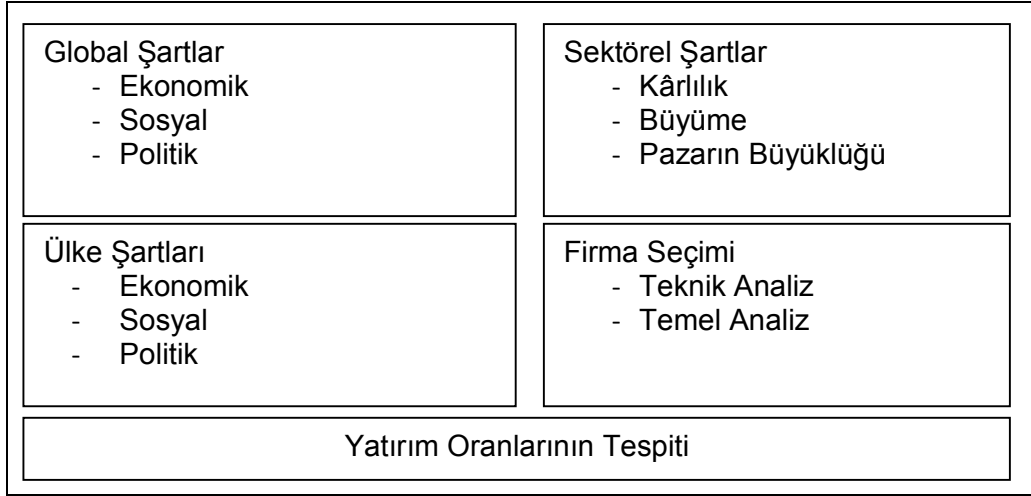 Global Şartlar
- Ekonomik
- Sosyal
- Politik
Sektörel Şartlar
- Kârlılık
- Büyüme
- Pazarın Büyüklüğü
Ülke Şartları
- Ekonomik
- Sosyal
- Politik
Firma Seçimi
- Teknik Analiz
- Temel Analiz
Yatırım Oranlarının Tespiti